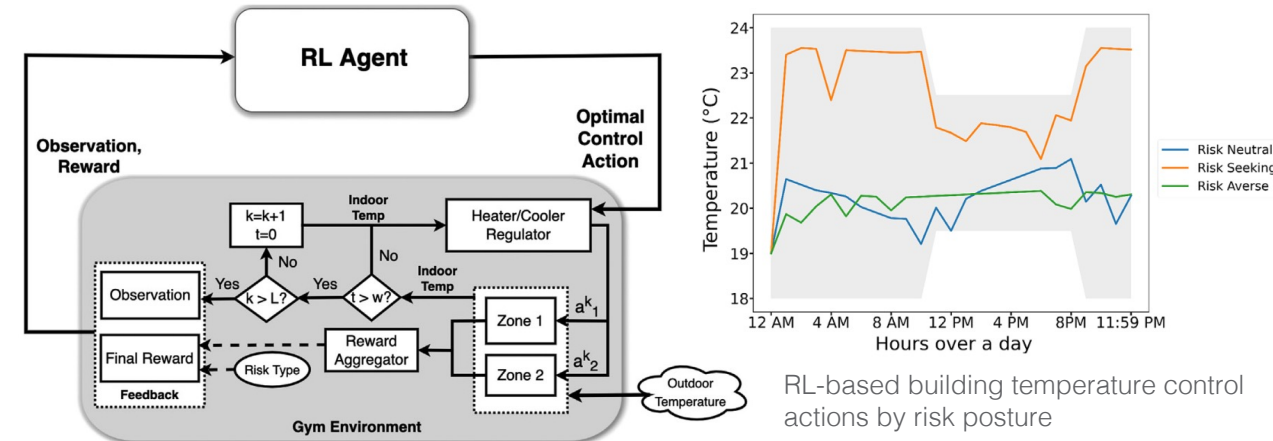 RL Agent
Observation,
Reward
Optimal
Control
Action
k=k+1
t=0
Indoor
Temp
Heater/Cooler
Regulator
No
No
Yes
Yes
k > L?
t > w?
Indoor
Temp
Observation
Final Reward
Feedback
Risk Type
Reward
Aggregator
Zone 1
Zone 2
a^k_1
a^k_2
Outdoor
Temperature
Gym Environment
Temperature (°C)
24
23
22
21
20
19
18
12 AM 4 AM 8 AM 12 PM 4 PM 8PM 11:59 PM
Hours over a day
Risk Neutral
Risk Seeking
Risk Averse
RL-based building temperature control
actions by risk posture